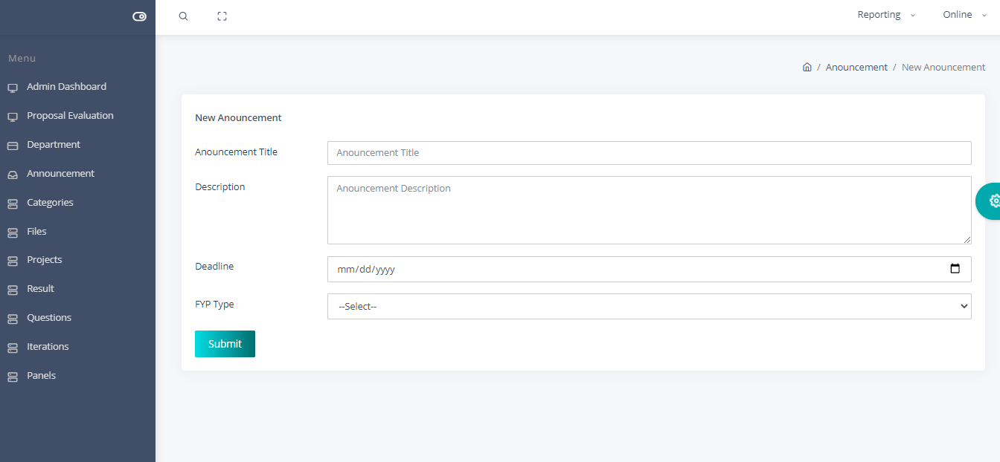 Reporting
Online
Menu
Admin Dashboard
Proposal Evaluation
Department
Announcement
Categories
Files
Projects
Result
Questions
Iterations
Panels
/ Anouncement / New Anouncement
New Anouncement
Anouncement Title
Anouncement Title
Description
Anouncement Description
Deadline
mm/dd/yyyy
FYP Type
--Select--
Submit